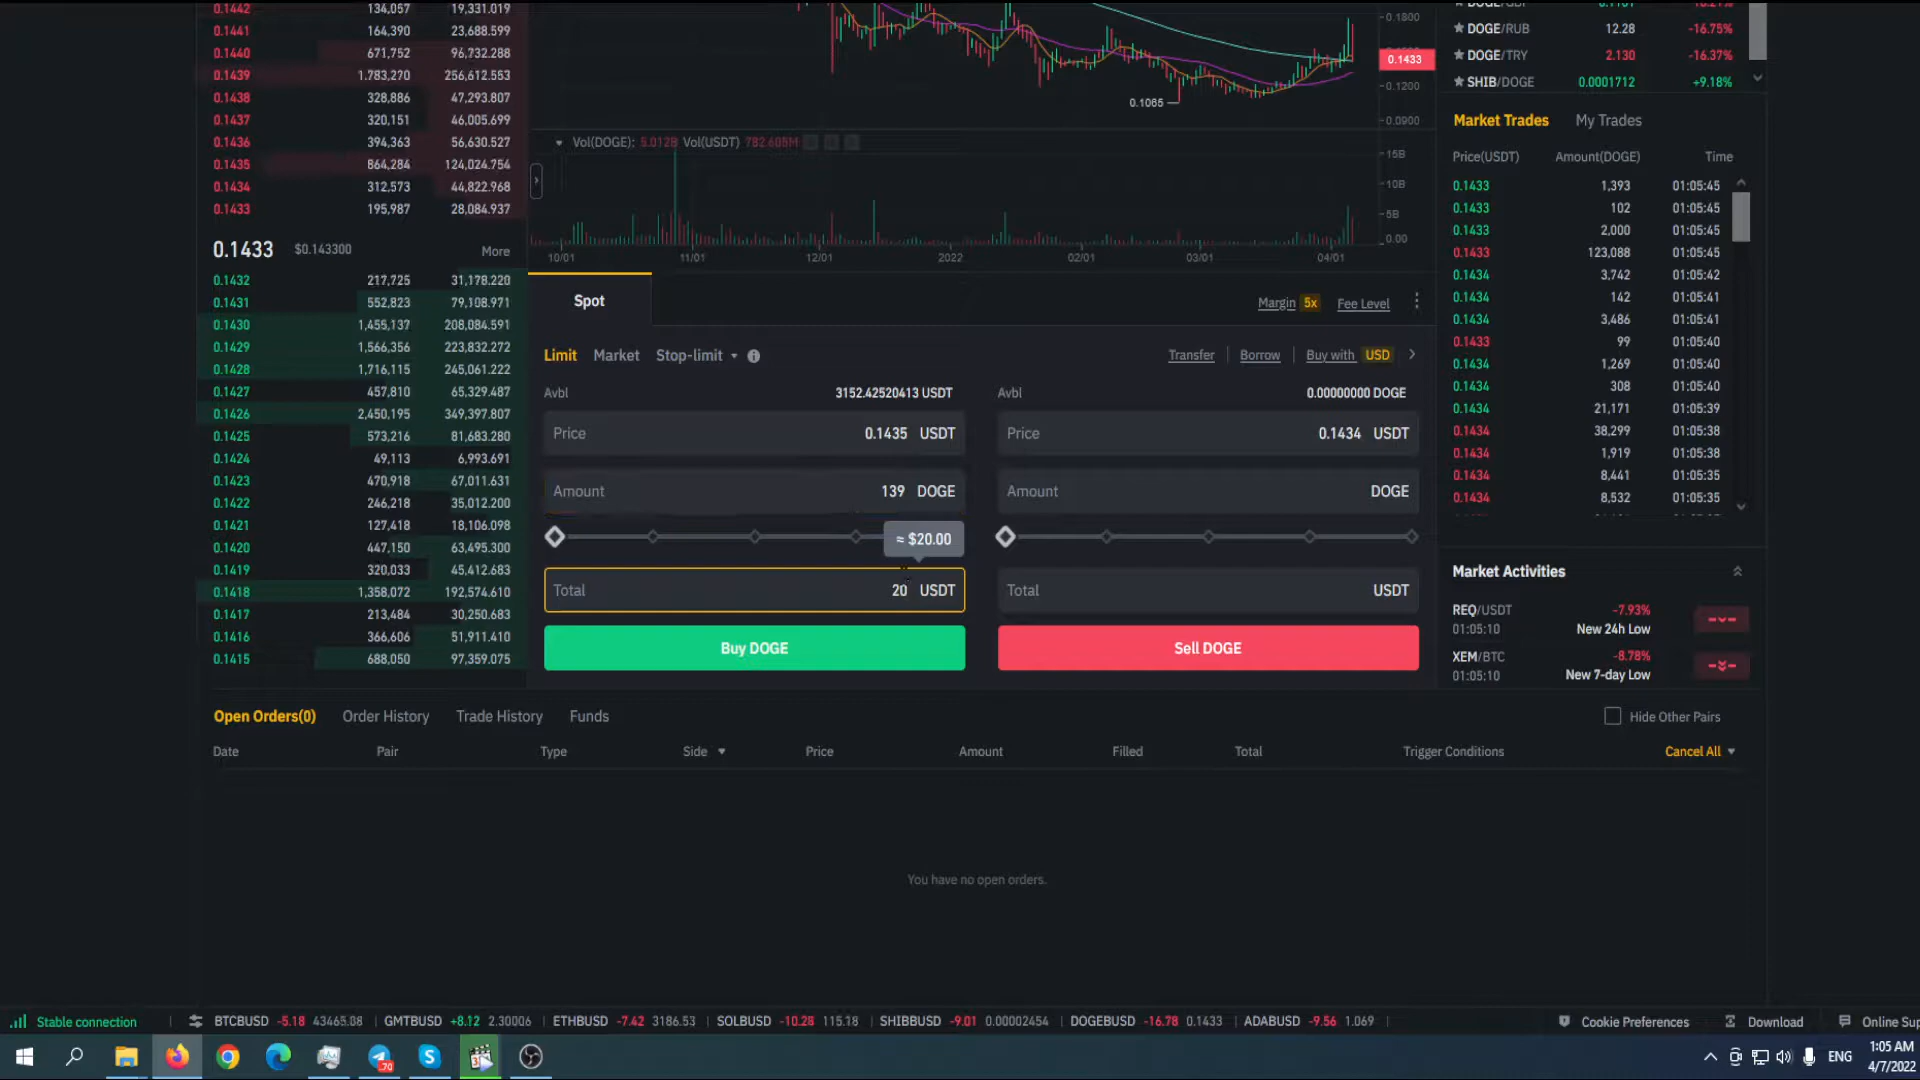 0.1442 134,057 19,331.019
0.1441 164,390 23,688.599
0.1440 671,752 96,732.288
0.1439 1,783,270 256,612.553
0.1438 328,886 47,293.807
0.1437 320,151 46,005.699
0.1436 394,363 56,630.527
0.1435 864,284 124,024.754
0.1434 312,573 44,822.968
0.1433 195,987 28,084.937
0.1433 $0.143300 More
0.1432 217,725 31,178.220
0.1431 552,823 79,108.971
0.1430 1,455,137 208,084.591
0.1429 1,566,356 223,832.272
0.1428 1,716,115 245,061.222
0.1427 457,810 65,329.487
0.1426 2,450,195 349,397.807
0.1425 573,216 81,683.280
0.1424 49,113 6,993.691
0.1423 470,918 67,011.631
0.1422 246,218 35,012.200
0.1421 127,418 18,106.098
0.1420 447,150 63,495.300
0.1419 320,033 45,412.683
0.1418 1,358,072 192,574.610
0.1417 213,484 30,250.683
0.1416 366,606 51,911.410
0.1415 688,050 97,359.075
0.1800
0.1433
0.1200
0.1065
0.0900
Vol(DOGE): 5.012B Vol(USDT) 782.605M
15B
10B
5B
0.00
10/01 11/01 12/01 2022 02/01 03/01 04/01
Spot
Margin 5x Fee Level
Limit Market Stop-limit
Transfer Borrow Buy with USD
Avbl 3152.42520413 USDT
Price 0.1435 USDT
Amount 139 DOGE
≈ $20.00
Total 20 USDT
Buy DOGE
Avbl 0.00000000 DOGE
Price 0.1434 USDT
Amount DOGE
Total USDT
Sell DOGE
DOGE/RUB 12.28 -16.75%
DOGE/TRY 2.130 -16.37%
SHIB/DOGE 0.0001712 +9.18%
Market Trades My Trades
Price(USDT) Amount(DOGE) Time
0.1433 1,393 01:05:45
0.1433 102 01:05:45
0.1433 2,000 01:05:45
0.1433 123,088 01:05:45
0.1434 3,742 01:05:42
0.1434 142 01:05:41
0.1434 3,486 01:05:41
0.1433 99 01:05:40
0.1434 1,269 01:05:40
0.1434 308 01:05:40
0.1434 21,171 01:05:39
0.1434 38,299 01:05:38
0.1434 1,919 01:05:38
0.1434 8,441 01:05:35
0.1434 8,532 01:05:35
Market Activities
REQ/USDT -7.93%
01:05:10 New 24h Low
XEM/BTC -8.78%
01:05:10 New 7-day Low
Open Orders(0) Order History Trade History Funds Hide Other Pairs
Date Pair Type Side Price Amount Filled Total Trigger Conditions Cancel All
You have no open orders.
Stable connection BTCBUSD -5.18 43465.08 GMTBUSD +8.12 2.30006 ETHBUSD -7.42 3186.53 SOLBUSD -10.28 115.18 SHIBBUSD -9.01 0.00002454 DOGEBUSD -16.78 0.1433 ADABUSD -9.56 1.069 Cookie Preferences Download Online Sup
70
ENG 1:05 AM
4/7/2022